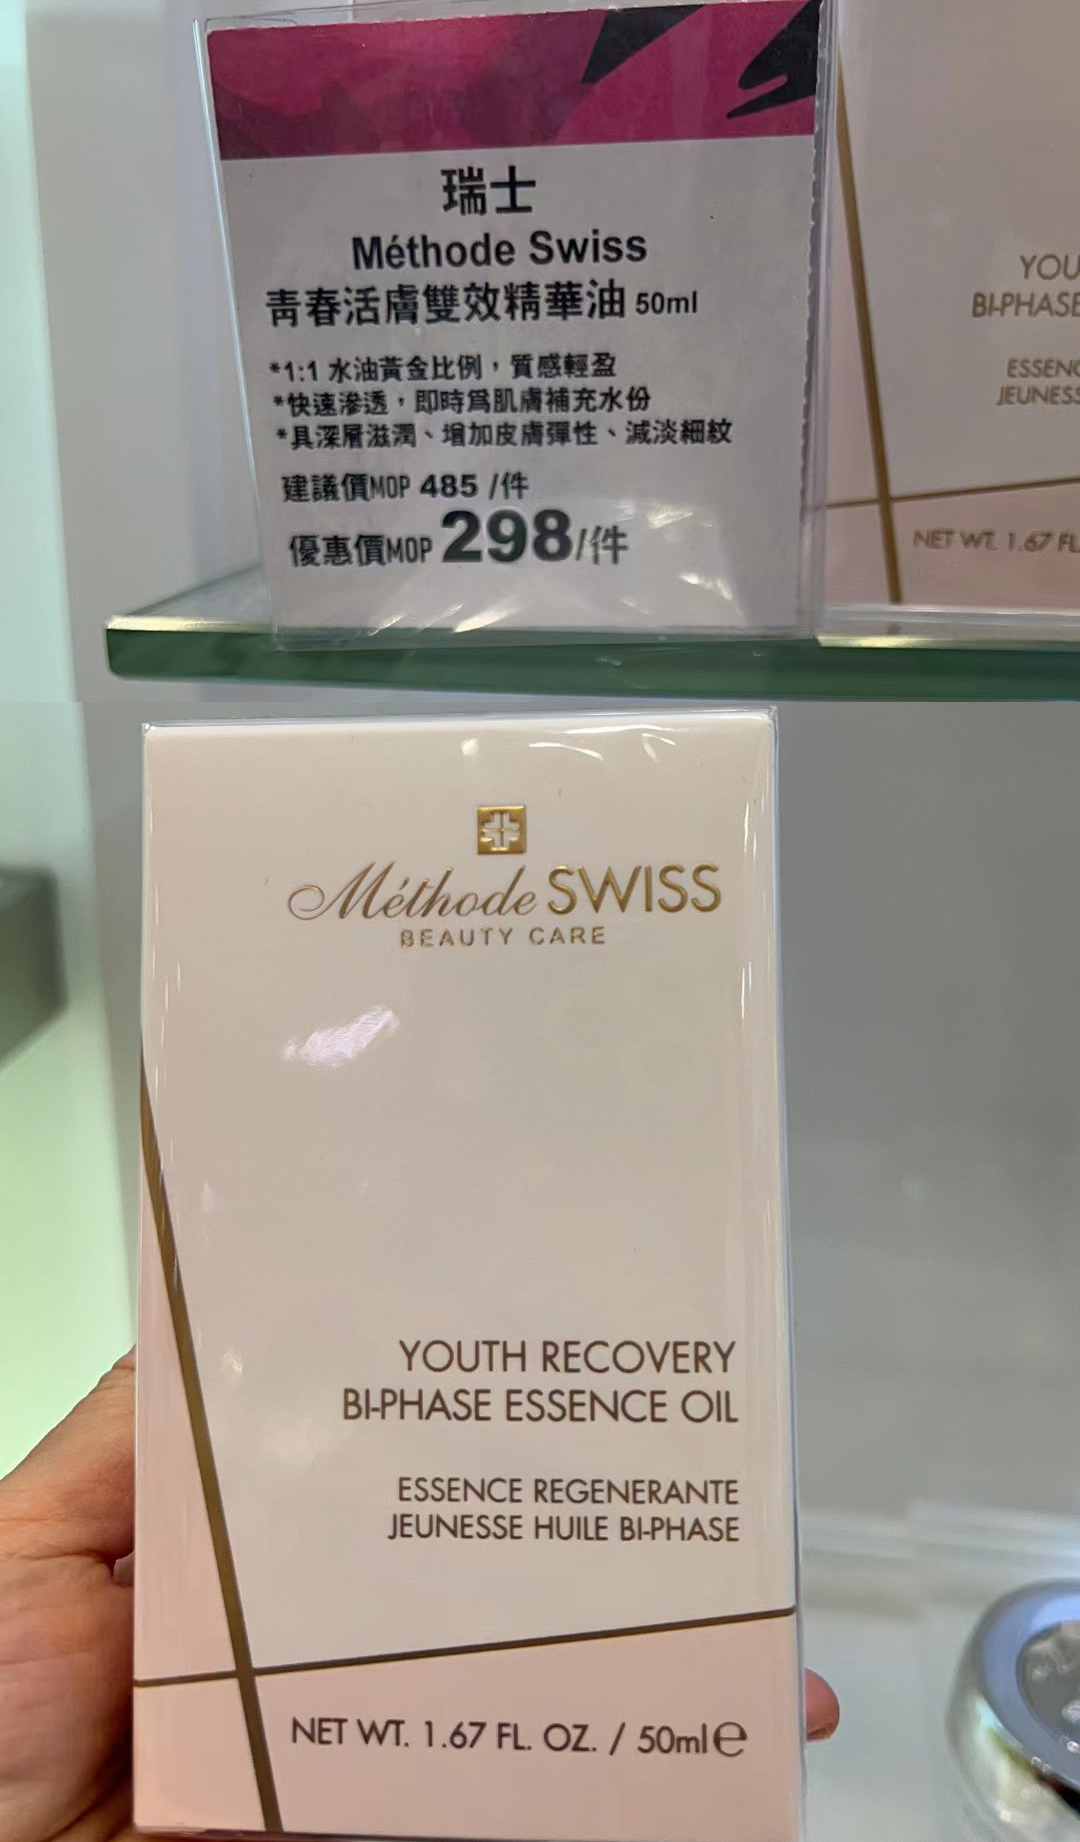 瑞士
Méthode Swiss
青春活膚雙效精華油 50ml
*1:1 水油黃金比例，質感輕盈
*快速滲透，即時爲肌膚補充水份
*具深層滋潤、增加皮膚彈性、減淡細紋
建議價MOP 485 /件
優惠價MOP 298/件
YOU
BI-PHASE
ESSENC
JEUNESS
NET WT. 1.67 FL
Méthode SWISS
BEAUTY CARE
YOUTH RECOVERY
BI-PHASE ESSENCE OIL
ESSENCE REGENERANTE
JEUNESSE HUILE BI-PHASE
NET WT. 1.67 FL. OZ. / 50ml e